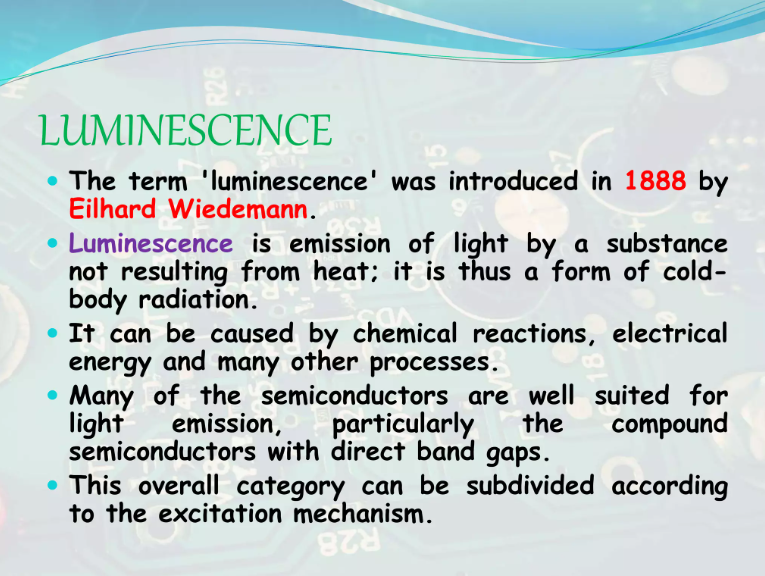 LUMINESCENCE
The term 'luminescence' was introduced in 1888 by
Eilhard Wiedemann.
Luminescence is emission of light by a substance
not resulting from heat; it is thus a form of cold-
body radiation.
It can be caused by chemical reactions, electrical
energy and many other processes.
Many of the semiconductors are well suited for
light emission, particularly the compound
semiconductors with direct band gaps.
This overall category can be subdivided according
to the excitation mechanism.
R28